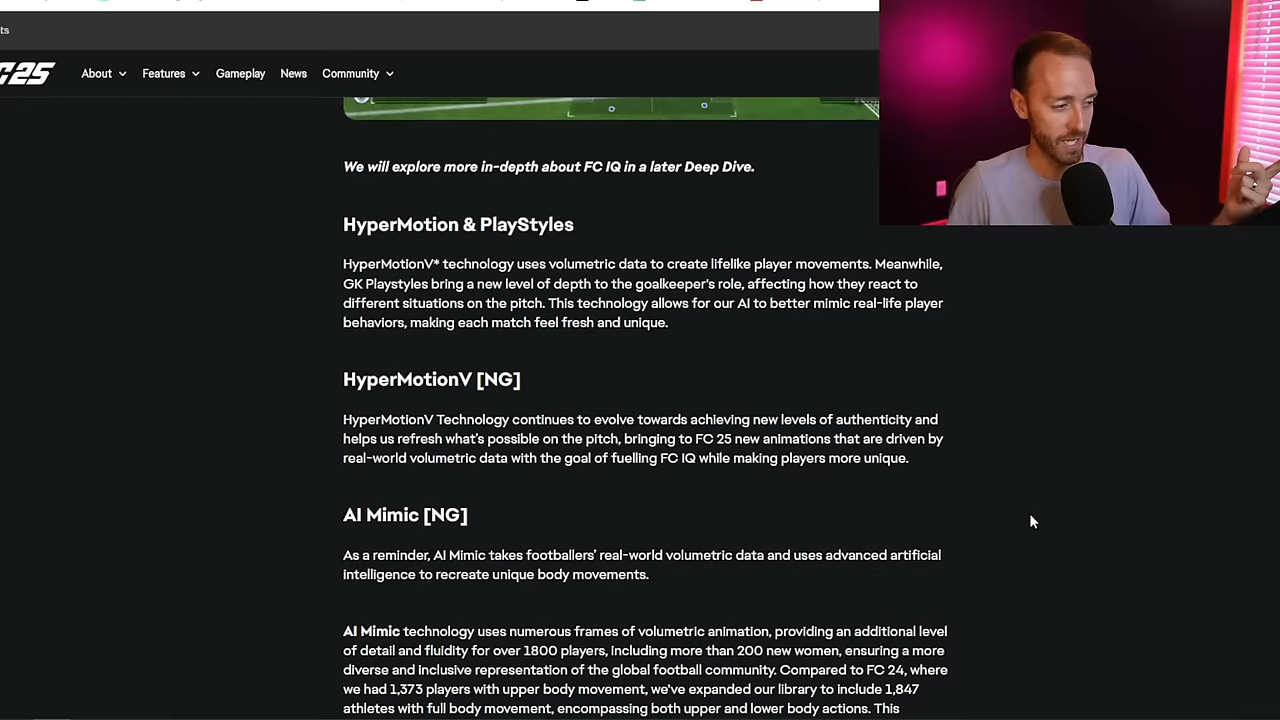 ts
C25 About Features Gameplay News Community
We will explore more in-depth about FC IQ in a later Deep Dive.
HyperMotion & PlayStyles
HyperMotionV* technology uses volumetric data to create lifelike player movements. Meanwhile,
GK Playstyles bring a new level of depth to the goalkeeper's role, affecting how they react to
different situations on the pitch. This technology allows for our AI to better mimic real-life player
behaviors, making each match feel fresh and unique.
HyperMotionV [NG]
HyperMotionV Technology continues to evolve towards achieving new levels of authenticity and
helps us refresh what's possible on the pitch, bringing to FC 25 new animations that are driven by
real-world volumetric data with the goal of fuelling FC IQ while making players more unique.
AI Mimic [NG]
As a reminder, AI Mimic takes footballers' real-world volumetric data and uses advanced artificial
intelligence to recreate unique body movements.
AI Mimic technology uses numerous frames of volumetric animation, providing an additional level
of detail and fluidity for over 1800 players, including more than 200 new women, ensuring a more
diverse and inclusive representation of the global football community. Compared to FC 24, where
we had 1,373 players with upper body movement, we've expanded our library to include 1,847
athletes with full body movement, encompassing both upper and lower body actions. This